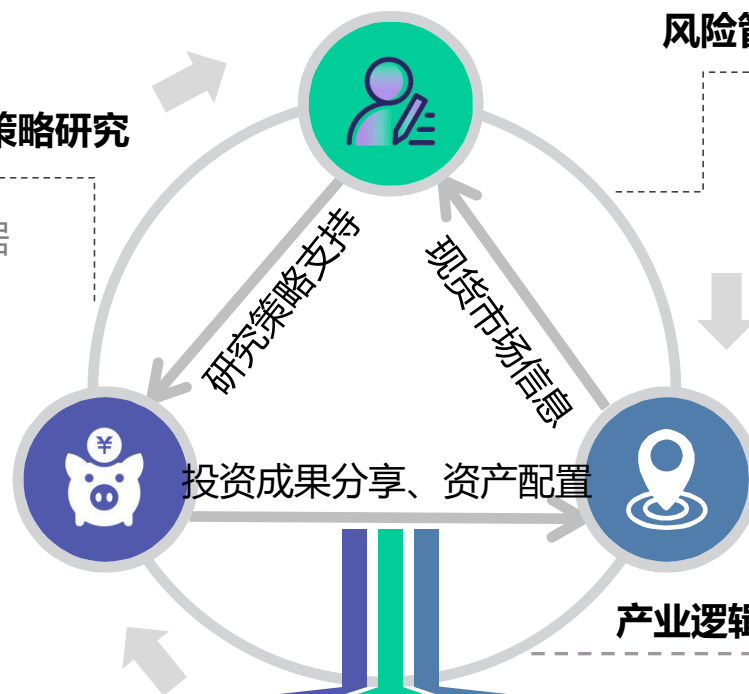 风险管
策略研究
据
研究策略支持
现货市场信息
¥
投资成果分享、资产配置
产业逻辑